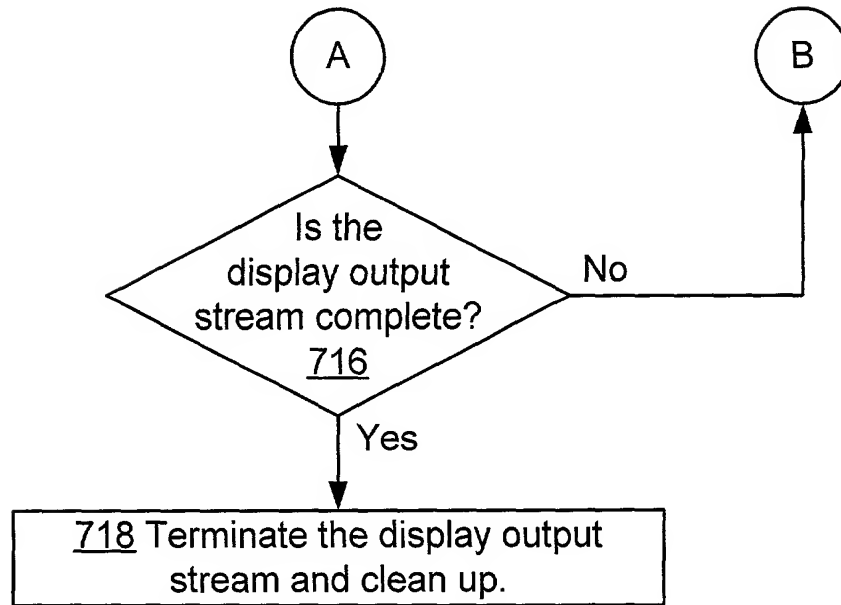 A
B
Is the
display output
stream complete?
716
No
Yes
718 Terminate the display output
stream and clean up.